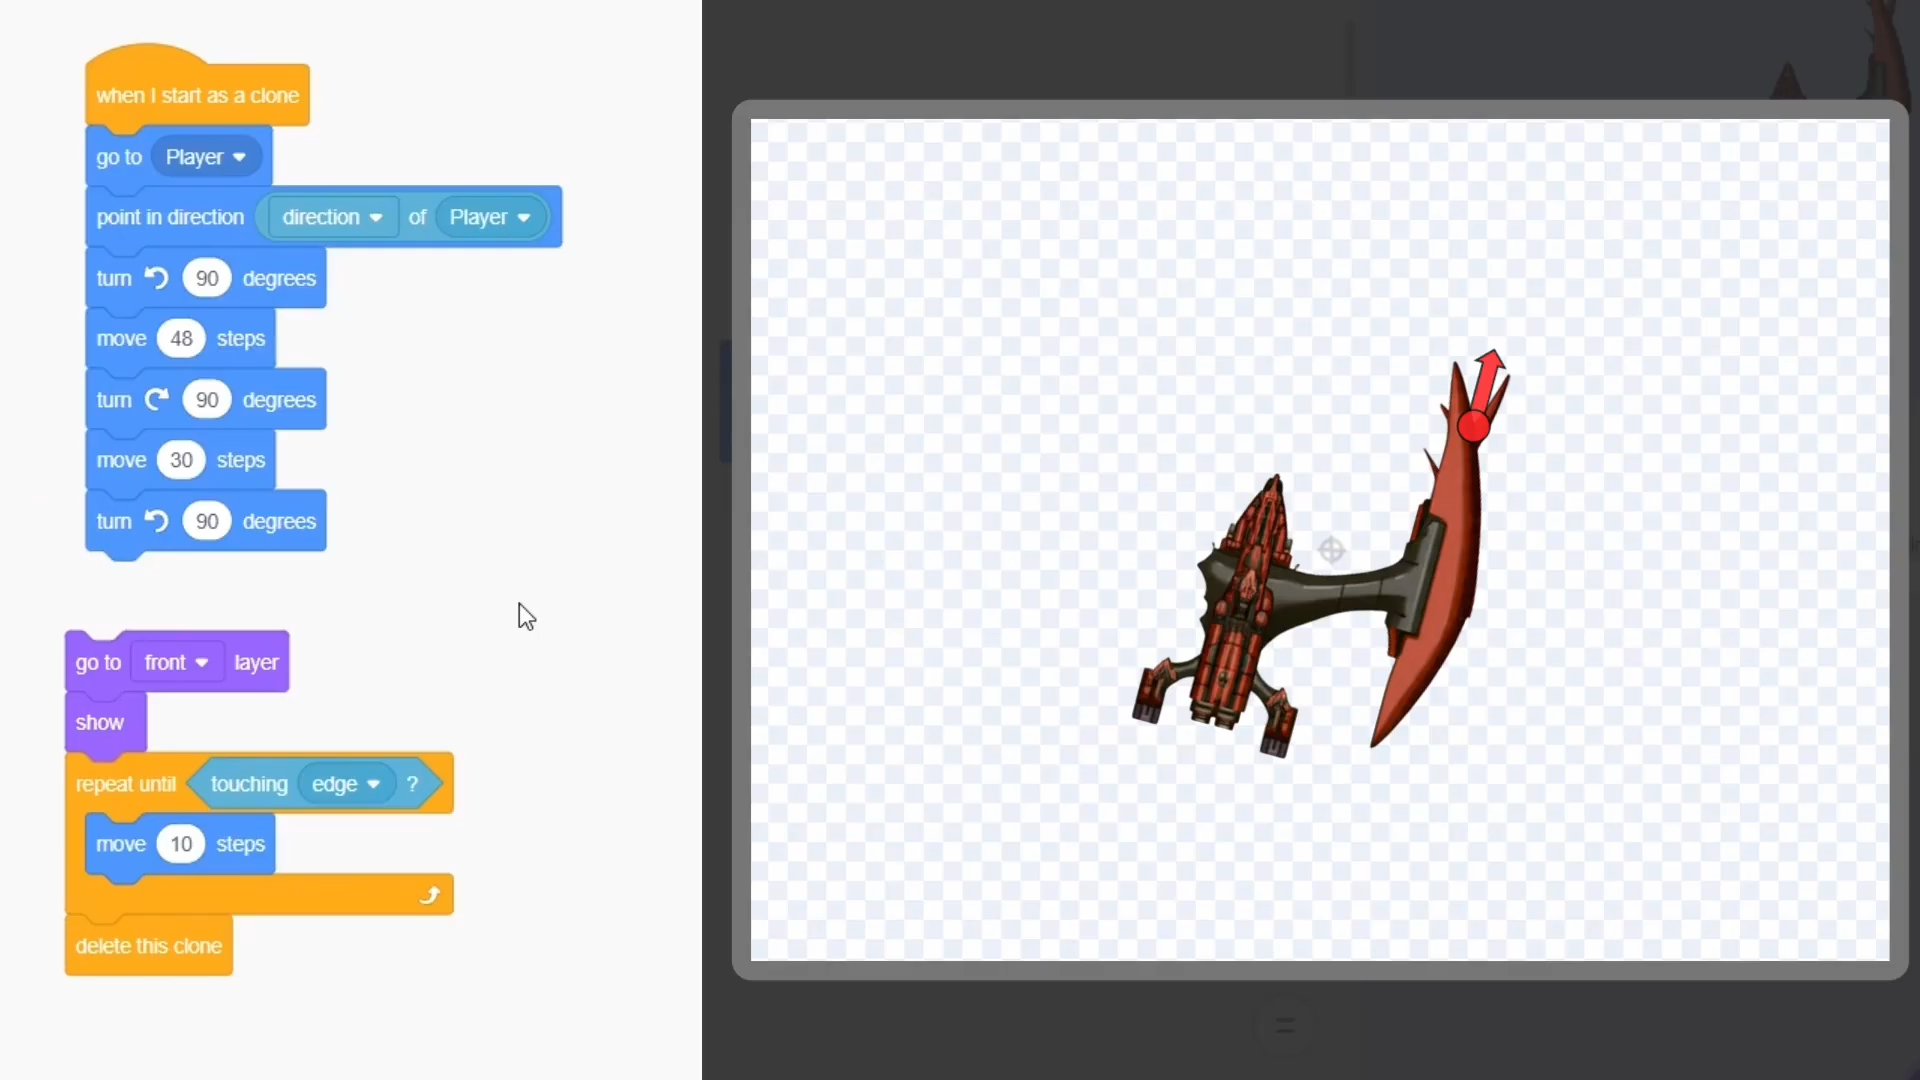 when I start as a clone
go to Player
point in direction direction of Player
turn 90 degrees
move 48 steps
turn 90 degrees
move 30 steps
turn 90 degrees
go to front layer
show
repeat until touching edge ?
move 10 steps
delete this clone